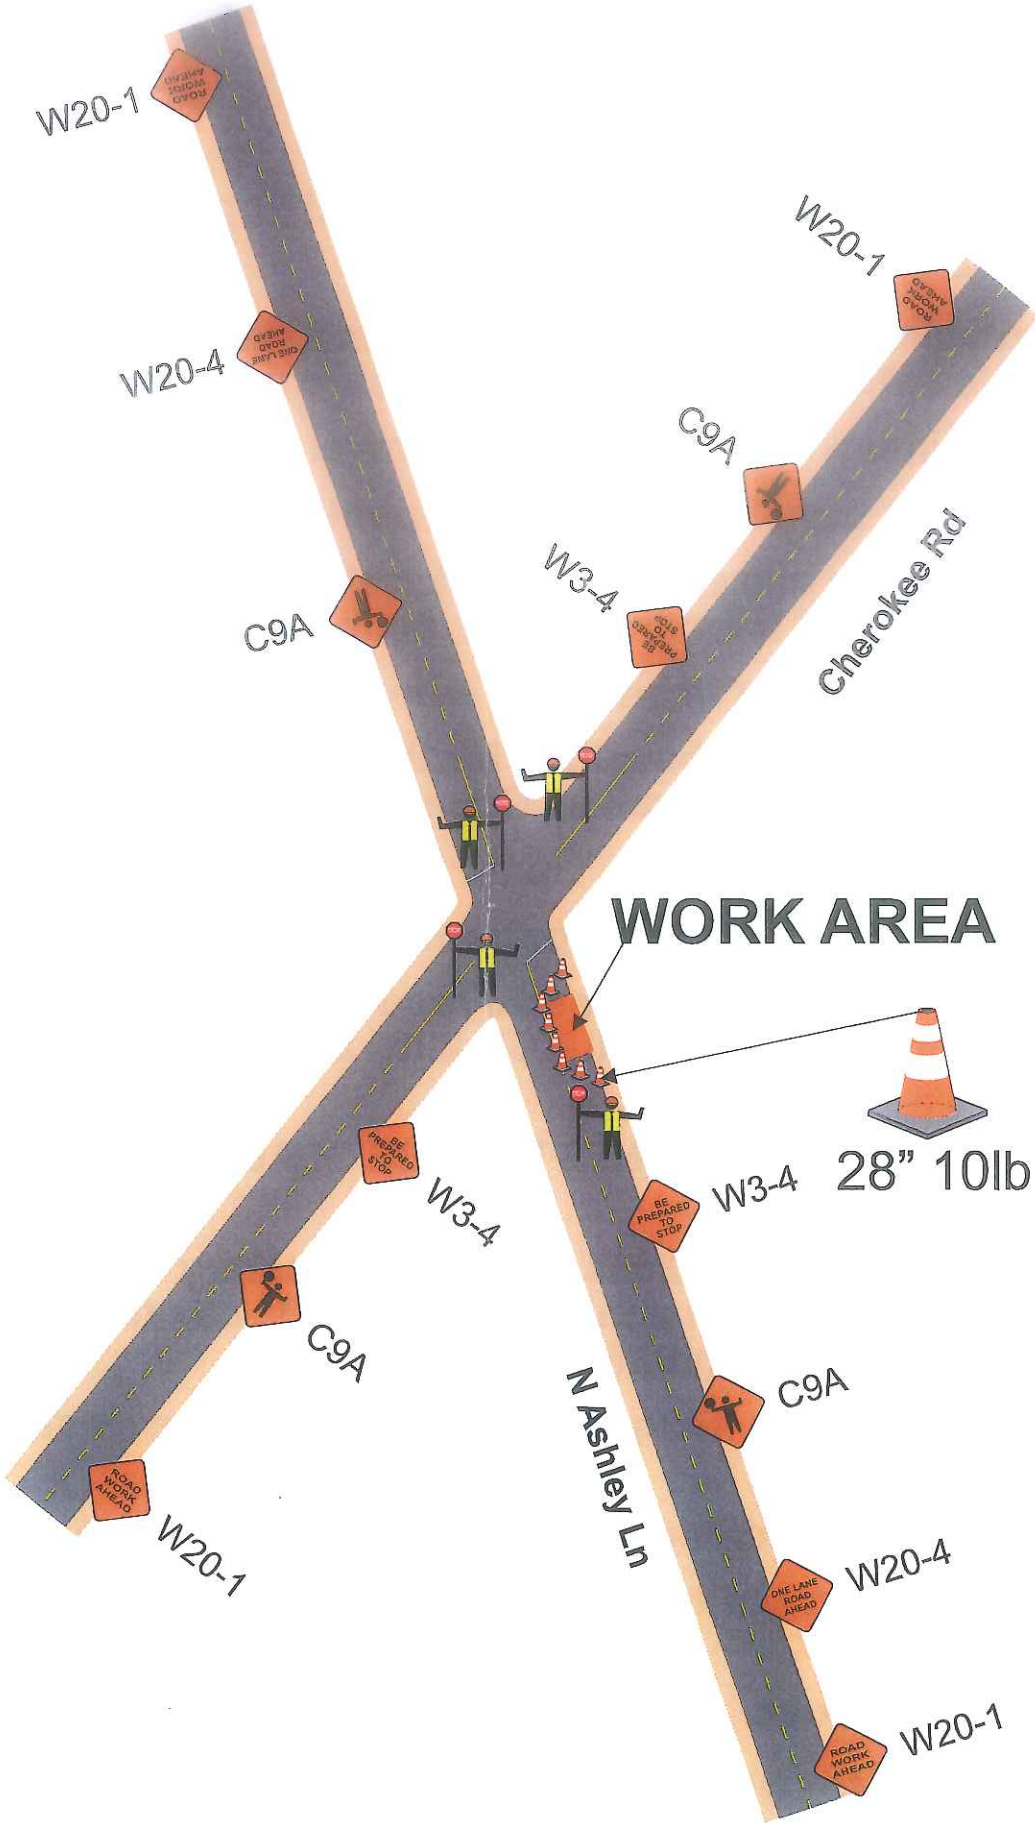 W20-1
ROAD
WORK
AHEAD
W20-1
ROAD
WORK
AHEAD
W20-4
ONE LANE
ROAD
AHEAD
C9A
W3-4
BE
PREPARED
TO
STOP
Cherokee Rd
C9A
WORK AREA
28” 10lb
BE
PREPARED
TO
STOP
W3-4
BE
PREPARED
TO
STOP
W3-4
C9A
C9A
N Ashley Ln
ROAD
WORK
AHEAD
W20-1
ONE LANE
ROAD
AHEAD
W20-4
ROAD
WORK
AHEAD
W20-1